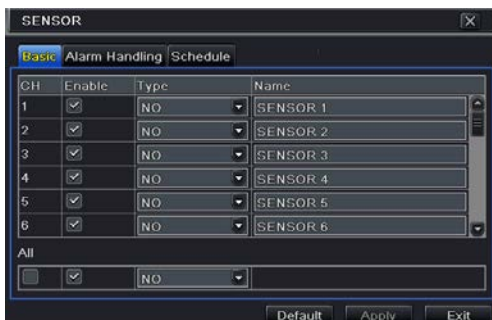 SENSOR
Basic Alarm Handling Schedule
CH Enable Type Name
1 NO SENSOR 1
2 NO SENSOR 2
3 NO SENSOR 3
4 NO SENSOR 4
5 NO SENSOR 5
6 NO SENSOR 6
All
NO
Default Apply Exit